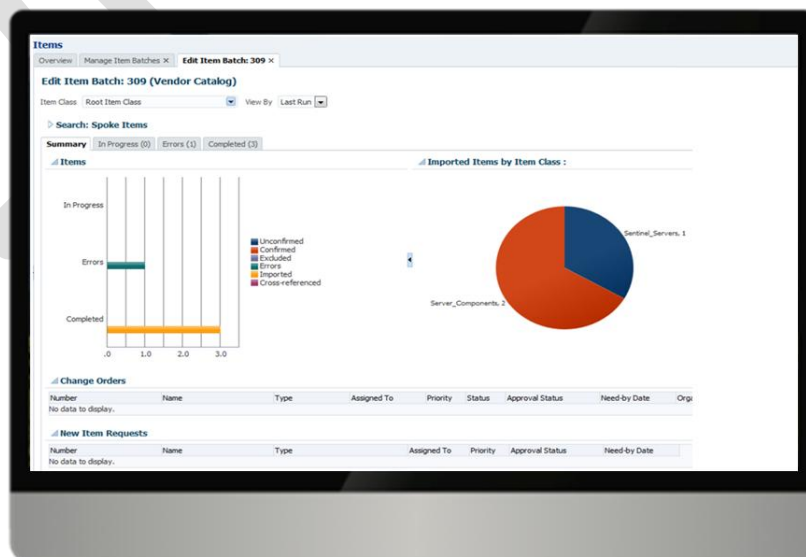 Items
Overview Manage Item Batches × Edit Item Batch: 309 ×
Edit Item Batch: 309 (Vendor Catalog)
Item Class Root Item Class View By Last Run
Search: Spoke Items
Summary In Progress (0) Errors (1) Completed (3)
Items
In Progress
Errors
Completed
.0 1.0 2.0 3.0
Unconfirmed
Confirmed
Excluded
Errors
Imported
Cross-referenced
Imported Items by Item Class :
Sentinel_Servers, 1
Server_Components, 2
Change Orders
Number Name Type Assigned To Priority Status Approval Status Need-by Date Orga
No data to display.
New Item Requests
Number Name Type Assigned To Priority Approval Status Need-by Date
No data to display.